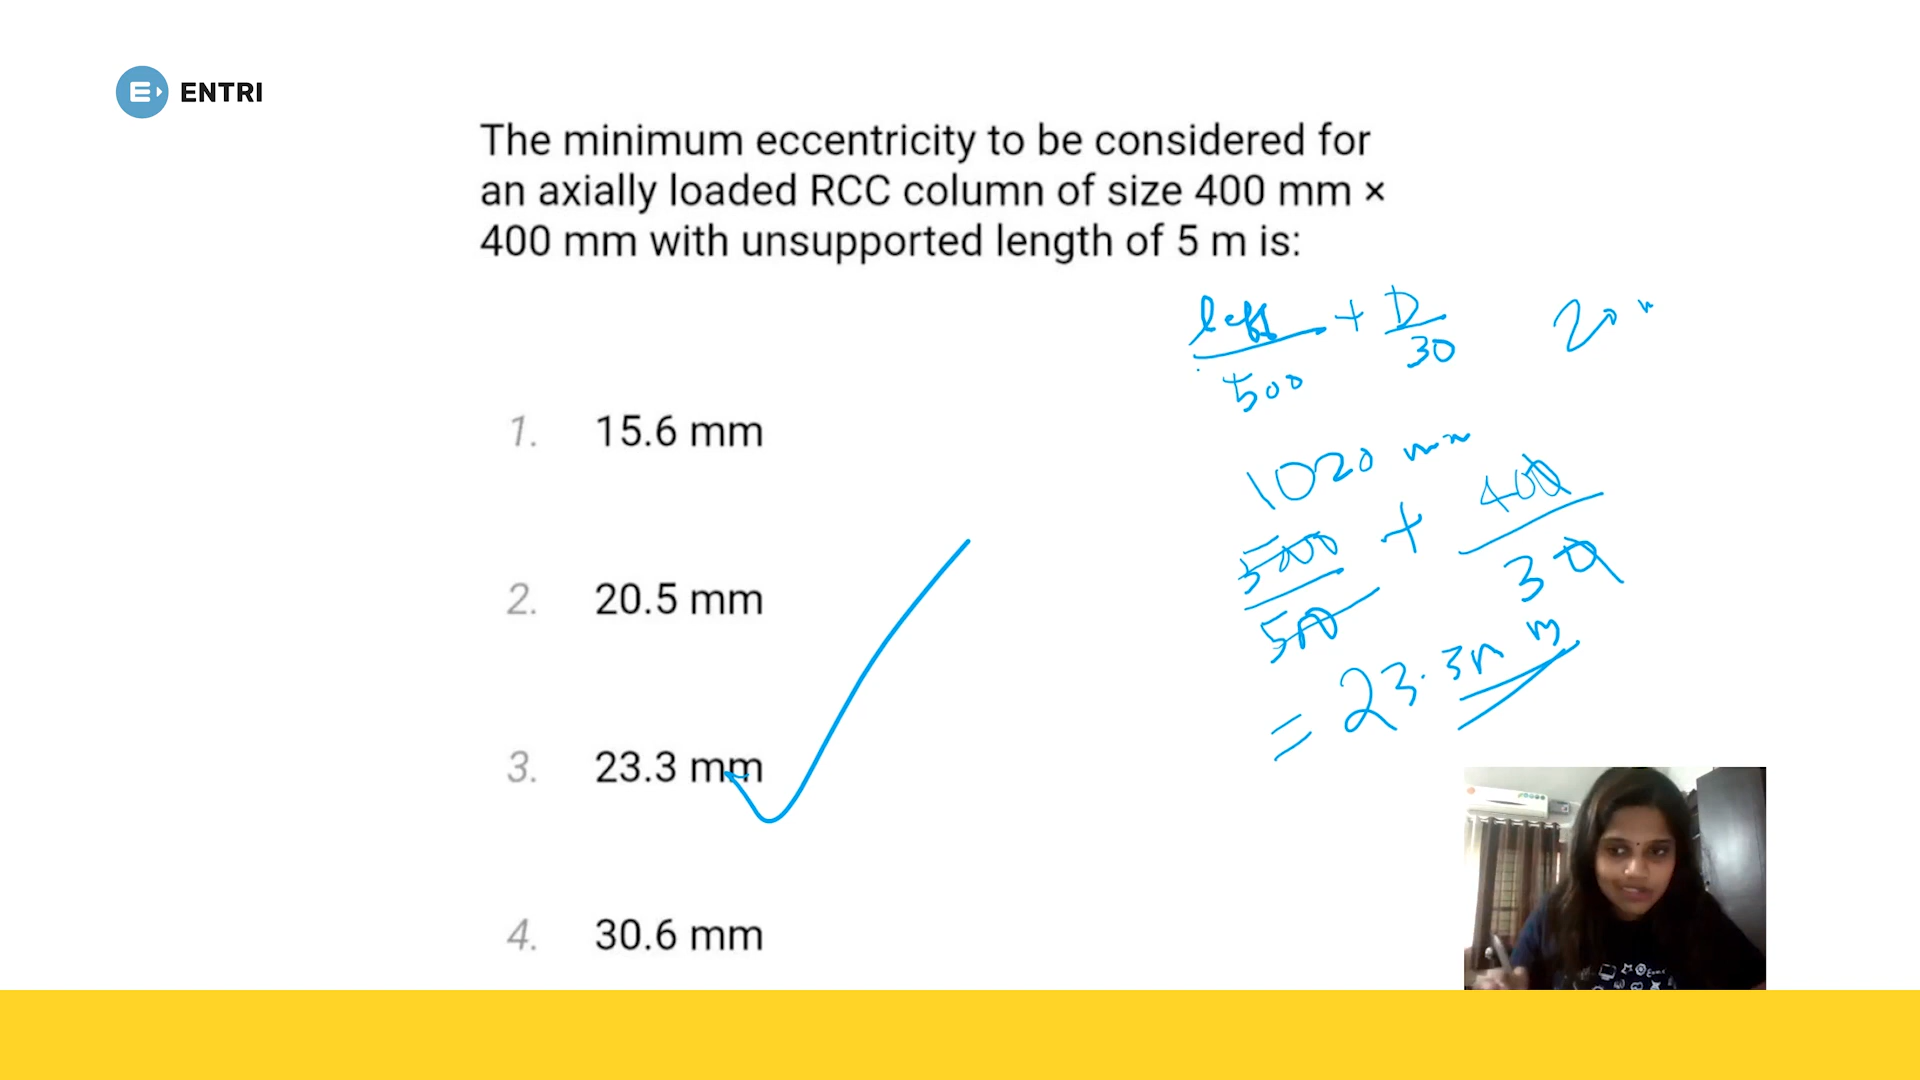 ENTRI
The minimum eccentricity to be considered for
an axially loaded RCC column of size 400 mm ×
400 mm with unsupported length of 5 m is:
leff/500 + D/30
20
1. 15.6 mm
1020 mm
5000/500 + 400/30
2. 20.5 mm
= 23.3mm
3. 23.3 mm
4. 30.6 mm